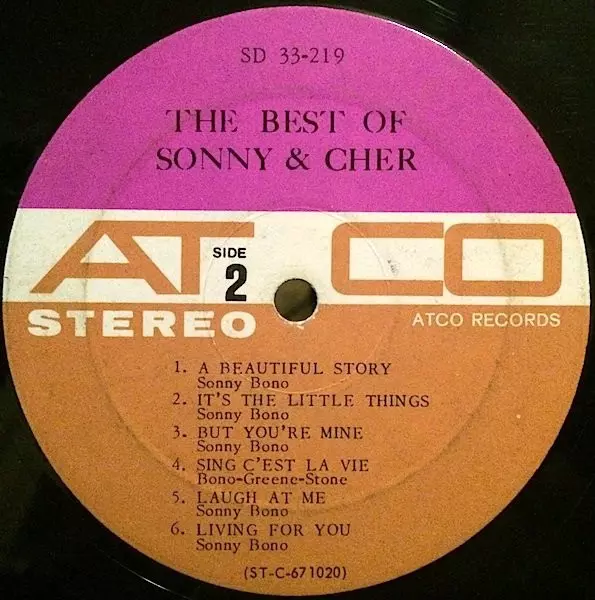 SD 33-219
THE BEST OF
SONNY & CHER
ATCO
SIDE
2
STEREO
ATCO RECORDS
1. A BEAUTIFUL STORY
Sonny Bono
2. IT'S THE LITTLE THINGS
Sonny Bono
3. BUT YOU'RE MINE
Sonny Bono
4. SING C'EST LA VIE
Bono-Greene-Stone
5. LAUGH AT ME
Sonny Bono
6. LIVING FOR YOU
Sonny Bono
(ST-C-671020)